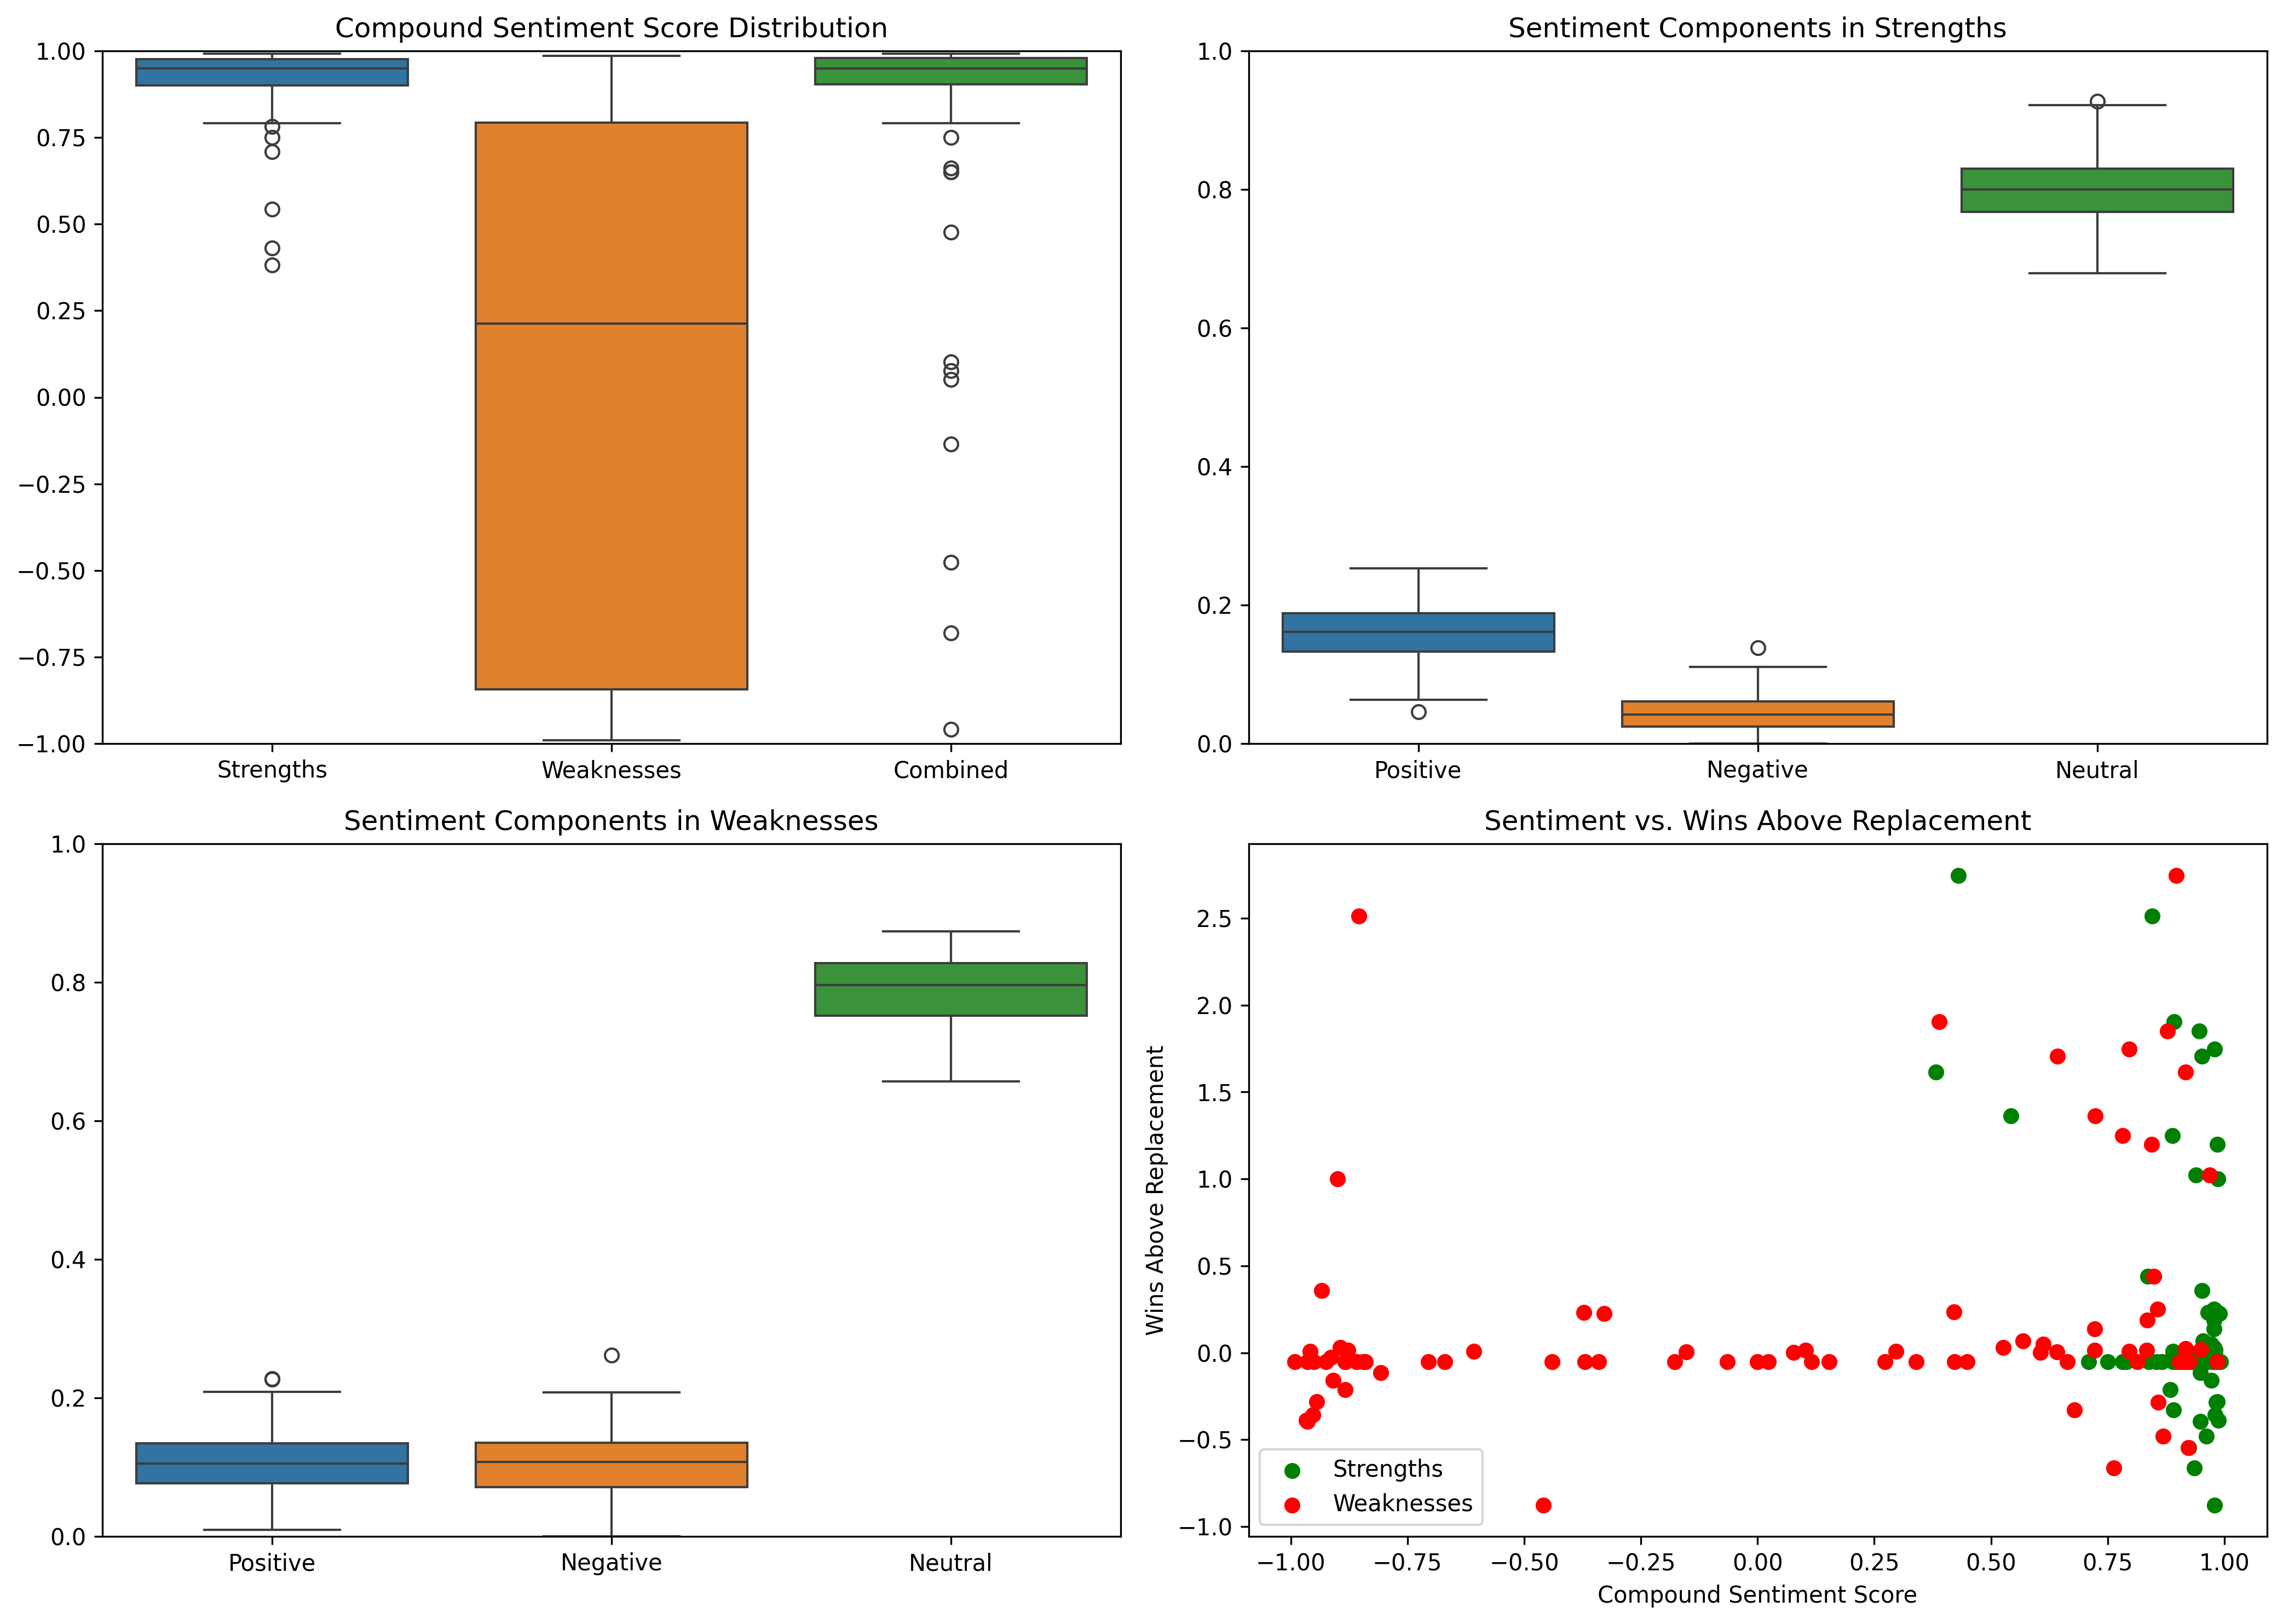 Compound Sentiment Score Distribution
1.00
0.75
0.50
0.25
0.00
−0.25
−0.50
−0.75
−1.00
Strengths
Weaknesses
Combined
Sentiment Components in Strengths
1.0
0.8
0.6
0.4
0.2
0.0
Positive
Negative
Neutral
Sentiment Components in Weaknesses
1.0
0.8
0.6
0.4
0.2
0.0
Positive
Negative
Neutral
Sentiment vs. Wins Above Replacement
Wins Above Replacement
2.5
2.0
1.5
1.0
0.5
0.0
−0.5
−1.0
Strengths
Weaknesses
−1.00
−0.75
−0.50
−0.25
0.00
0.25
0.50
0.75
1.00
Compound Sentiment Score